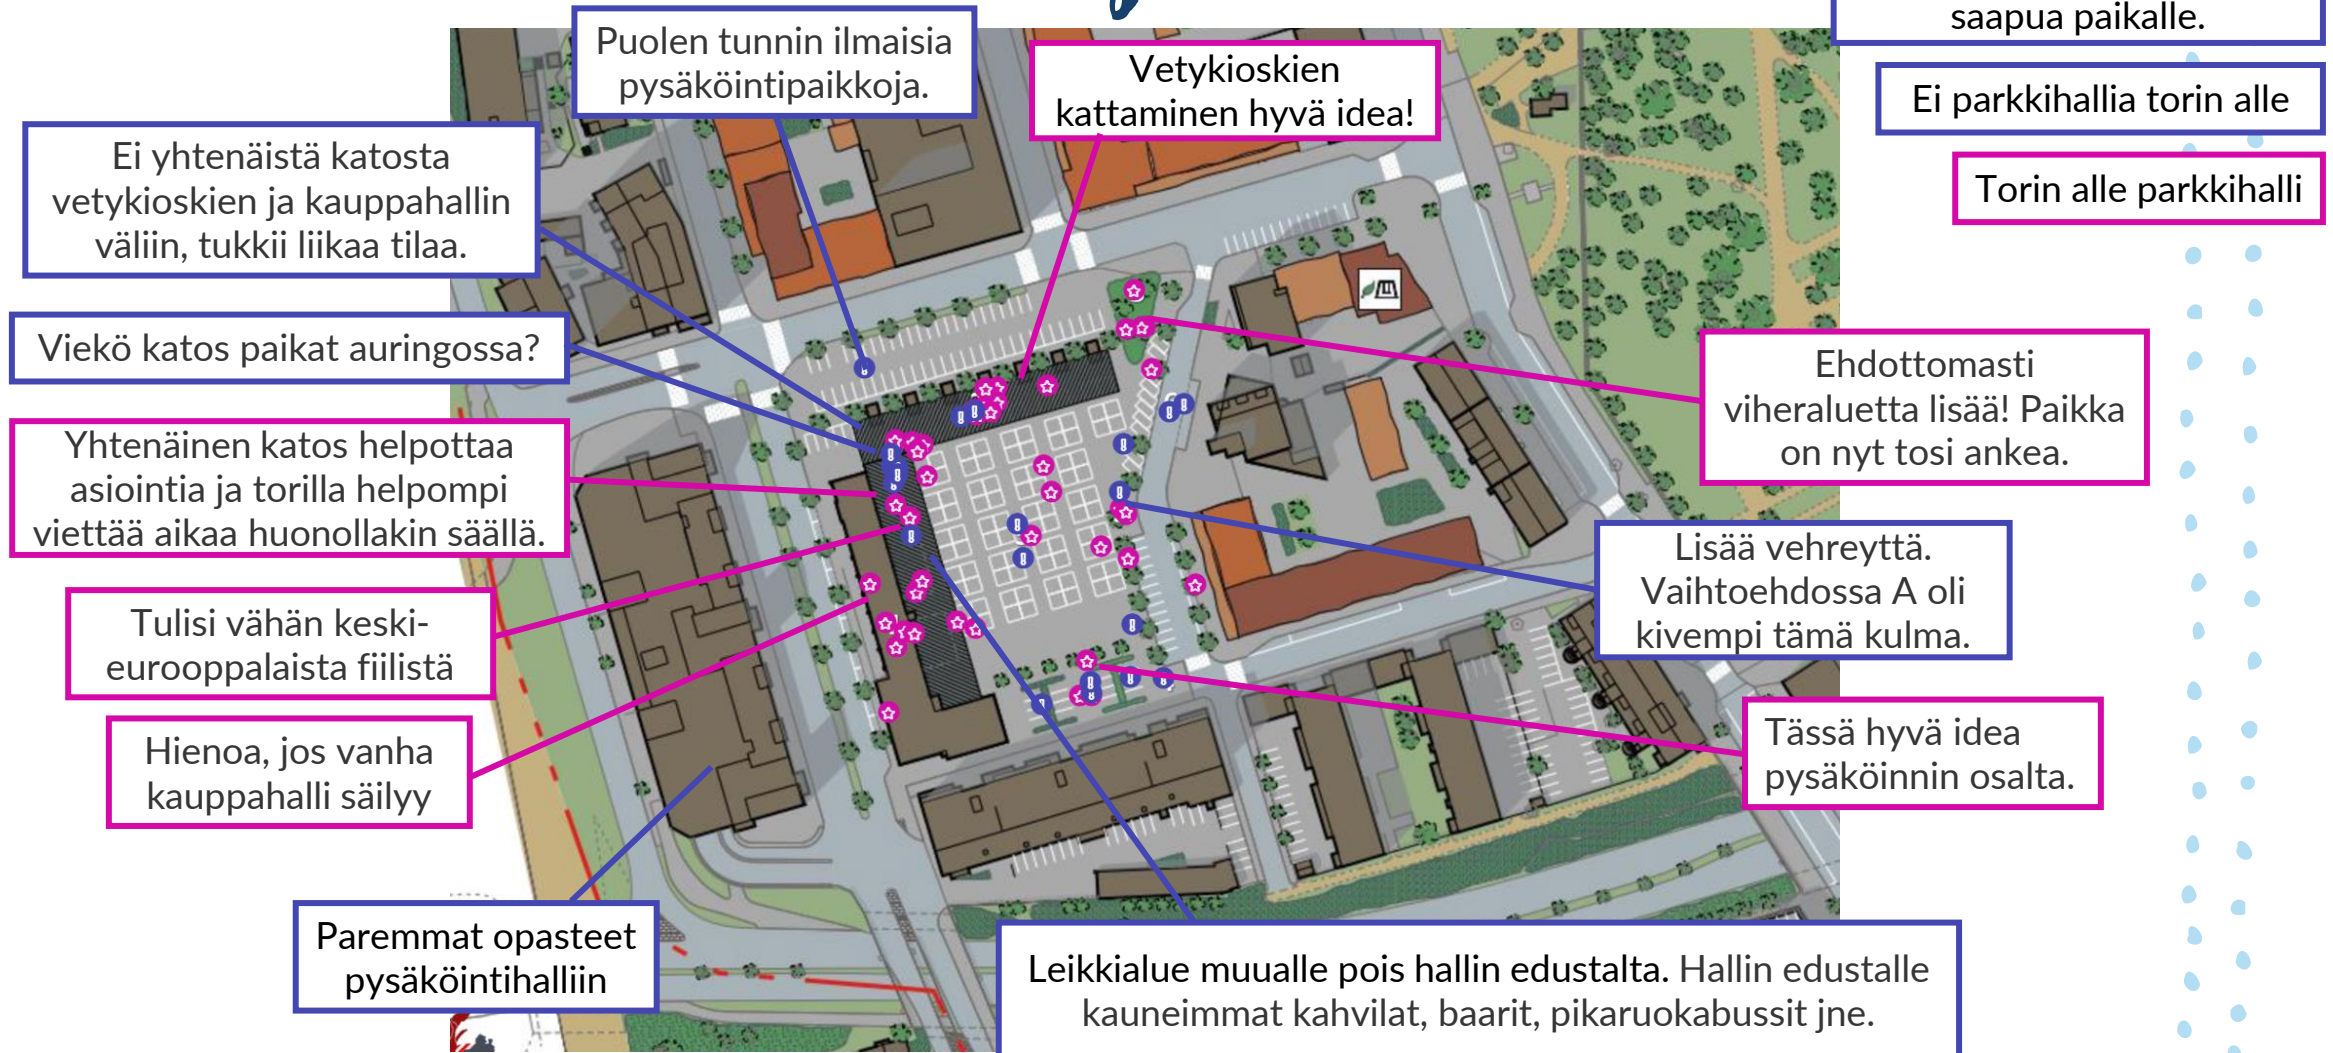 saapua paikalle.
Puolen tunnin ilmaisia
pysäköintipaikkoja.
Vetykioskien
kattaminen hyvä idea!
Ei parkkihallia torin alle
Torin alle parkkihalli
Ei yhtenäistä katosta
vetykioskien ja kauppahallin
väliin, tukkii liikaa tilaa.
Viekö katos paikat auringossa?
Yhtenäinen katos helpottaa
asiointia ja torilla helpompi
viettää aikaa huonollakin säällä.
Tulisi vähän keski-
eurooppalaista fiilistä
Hienoa, jos vanha
kauppahalli säilyy
Paremmat opasteet
pysäköintihalliin
Ehdottomasti
viheraluetta lisää! Paikka
on nyt tosi ankea.
Lisää vehreyttä.
Vaihtoehdossa A oli
kivempi tämä kulma.
Tässä hyvä idea
pysäköinnin osalta.
Leikkialue muualle pois hallin edustalta. Hallin edustalle
kauneimmat kahvilat, baarit, pikaruokabussit jne.